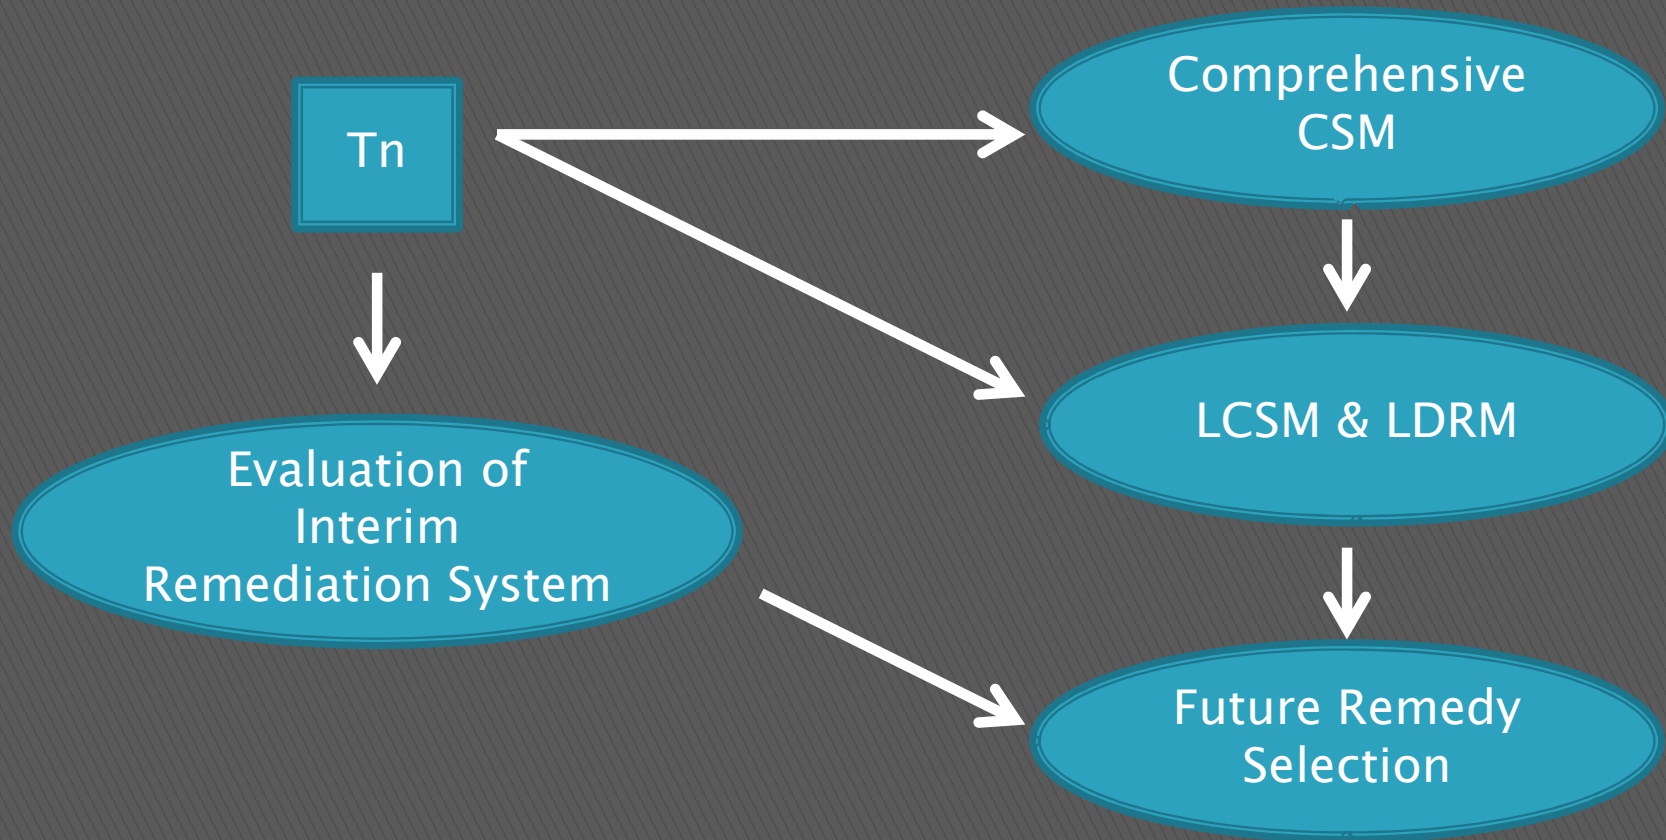 Tn
Comprehensive
CSM
LCSM & LDRM
Evaluation of
Interim
Remediation System
Future Remedy
Selection